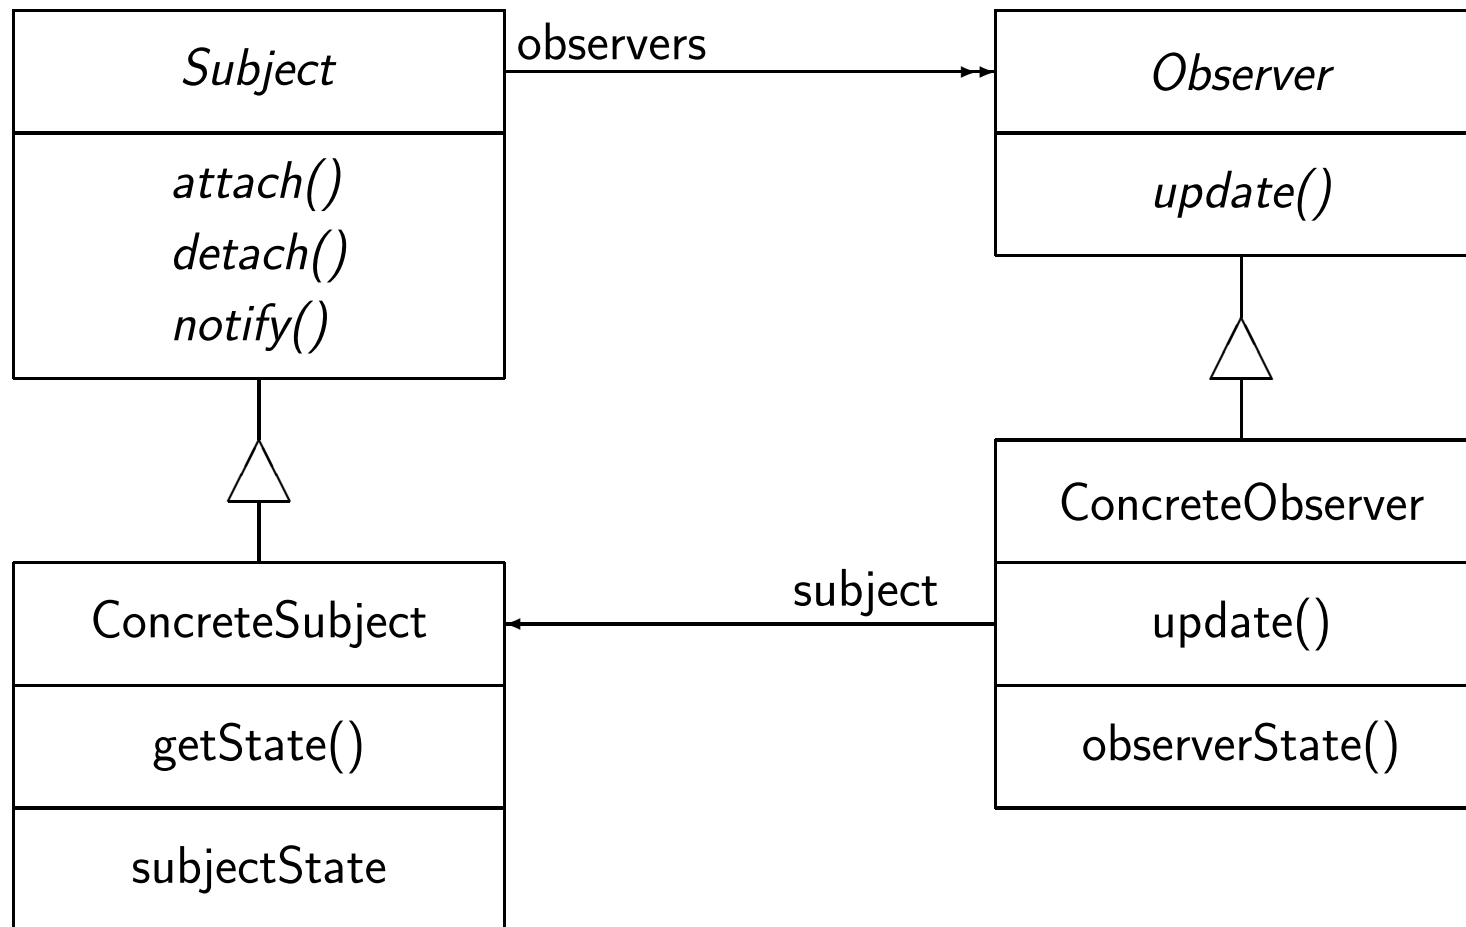 Subject
attach()
detach()
notify()
observers
Observer
update()
ConcreteSubject
getState()
subjectState
subject
ConcreteObserver
update()
observerState()